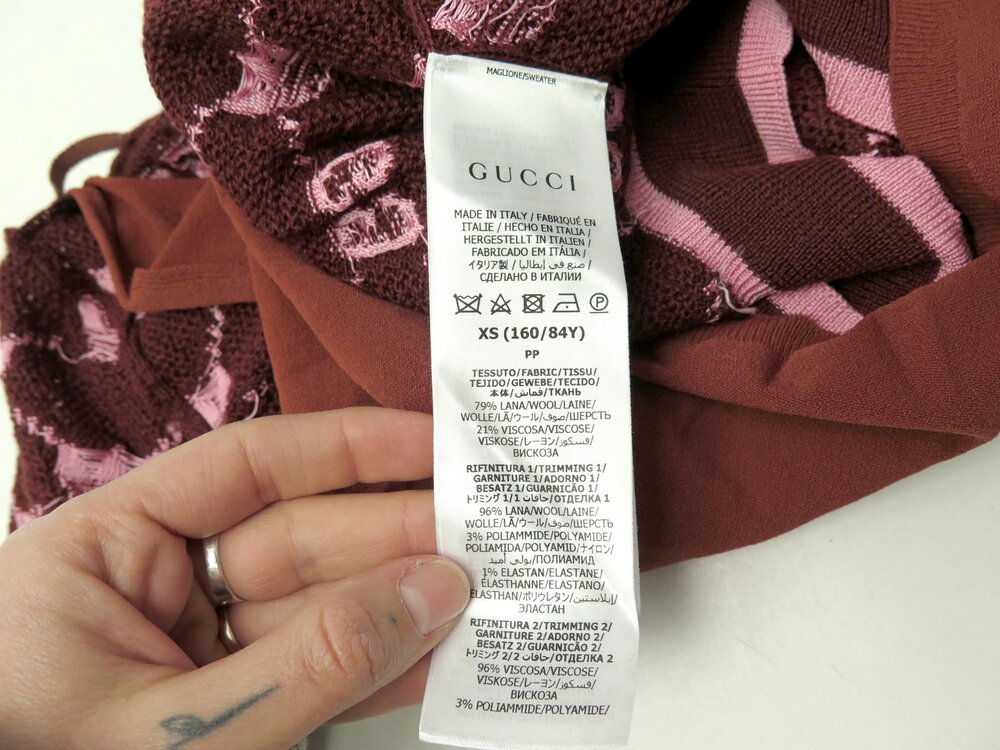 MAGLIONE/SWEATER
GUCCI
MADE IN ITALY / FABRIQUÉ EN
ITALIE / HECHO EN ITALIA /
HERGESTELLT IN ITALIEN /
FABRICADO EM ITÁLIA /
イタリア製 / صنع في إيطاليا /
СДЕЛАНО В ИТАЛИИ
P
XS (160/84Y)
PP
TESSUTO/FABRIC/TISSU/
TEJIDO/GEWEBE/TECIDO/
本体/قماش/ТКАНЬ
79% LANA/WOOL/LAINE/
WOLLE/LÃ/ウール/صوف/ШЕРСТЬ
21% VISCOSA/VISCOSE/
VISKOSE/レーヨン/فسكوز/
ВИСКОЗА
RIFINITURA 1/TRIMMING 1/
GARNITURE 1/ADORNO 1/
BESATZ 1/GUARNICÃO 1/
トリミング 1/1 حافات/ОТДЕЛКА 1
96% LANA/WOOL/LAINE/
WOLLE/LÃ/ウール/صوف/ШЕРСТЬ
3% POLIAMMIDE/POLYAMIDE/
POLIAMIDA/POLYAMID/ナイロン/
بولي أميد/ПОЛИАМИД
1% ELASTAN/ELASTANE/
ÉLASTHANNE/ELASTANO/
ELASTHAN/ポリウレタン/إيلاستين/
ЭЛАСТАН
RIFINITURA 2/TRIMMING 2/
GARNITURE 2/ADORNO 2/
BESATZ 2/GUARNICÃO 2/
トリミング 2/2 حافات/ОТДЕЛКА 2
96% VISCOSA/VISCOSE/
VISKOSE/レーヨン/فسكوز/
ВИСКОЗА
3% POLIAMMIDE/POLYAMIDE/